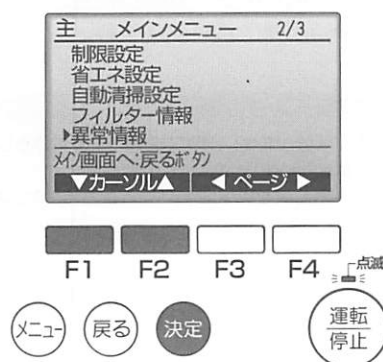 主 メインメニュー 2/3
制限設定
省エネ設定
自動清掃設定
フィルター情報
▶異常情報
メイン画面へ:戻るボタン
▼カーソル▲ ◀ ページ ▶
F1 F2 F3 F4
点滅
メニュー 戻る 決定 運転
停止